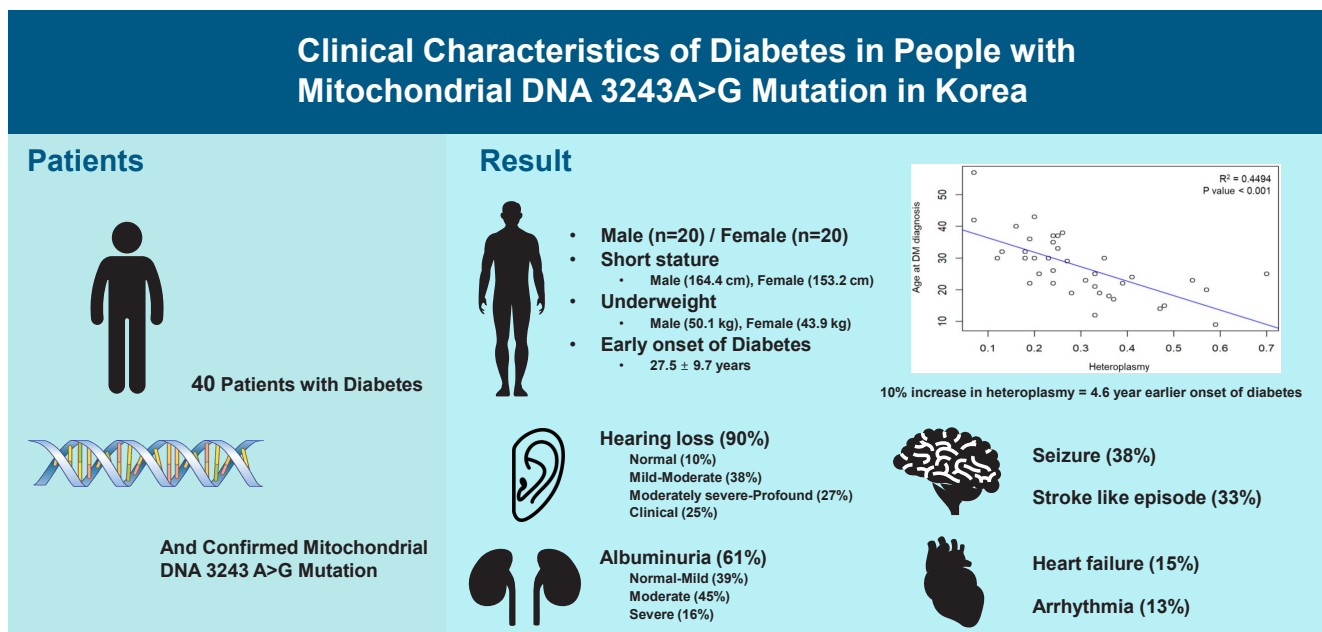 Clinical Characteristics of Diabetes in People with
Mitochondrial DNA 3243A>G Mutation in Korea
Patients
40 Patients with Diabetes
And Confirmed Mitochondrial
DNA 3243 A>G Mutation
Result
• Male (n=20) / Female (n=20)
• Short stature
• Male (164.4 cm), Female (153.2 cm)
• Underweight
• Male (50.1 kg), Female (43.9 kg)
• Early onset of Diabetes
• 27.5 ± 9.7 years
R² = 0.4494
P value < 0.001
Age at DM diagnosis
50
40
30
20
10
0.1 0.2 0.3 0.4 0.5 0.6 0.7
Heteroplasmy
10% increase in heteroplasmy = 4.6 year earlier onset of diabetes
Hearing loss (90%)
Normal (10%)
Mild-Moderate (38%)
Moderately severe-Profound (27%)
Clinical (25%)
Albuminuria (61%)
Normal-Mild (39%)
Moderate (45%)
Severe (16%)
Seizure (38%)
Stroke like episode (33%)
Heart failure (15%)
Arrhythmia (13%)